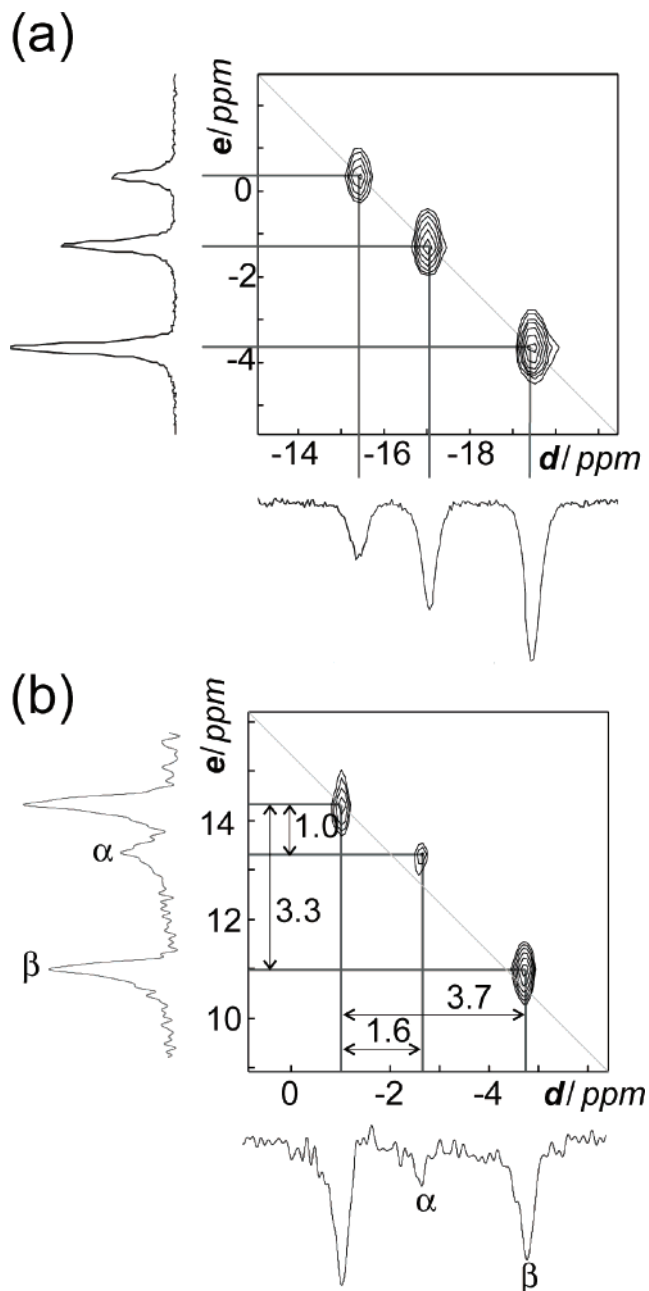 (a)
e/ppm
0
-2
-4
-14 -16 -18 d/ppm
(b)
e/ppm
14
1.0
α
3.3
12
β
3.7
10
1.6
0 -2 -4 d/ppm
α
β